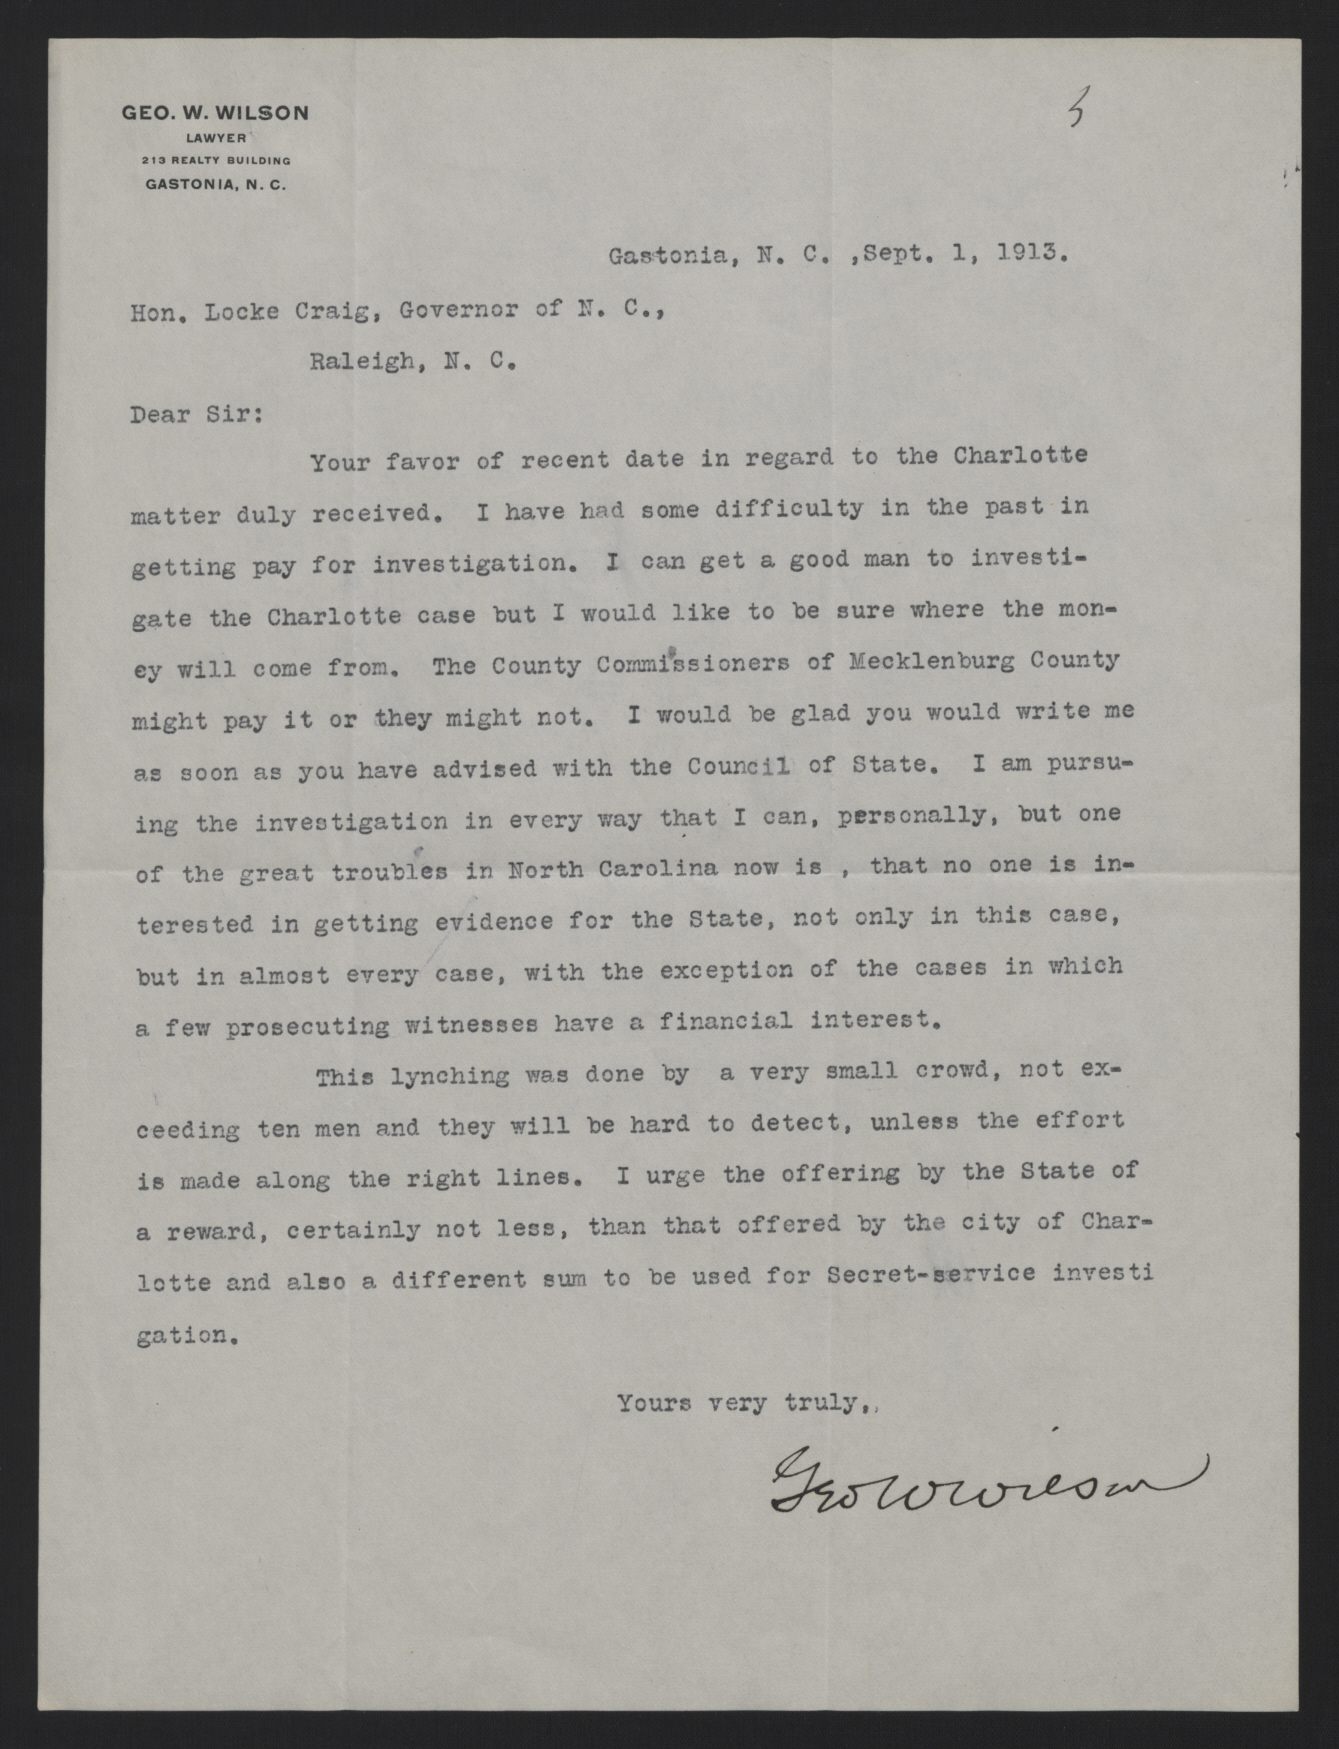 GEO. W. WILSON
LAWYER
213 REALTY BUILDING
GASTONIA, N. C.
5
Gastonia, N. C. ,Sept. 1, 1913.
Hon. Locke Craig, Governor of N. C.,
Raleigh, N. C.
Dear Sir:
Your favor of recent date in regard to the Charlotte
matter duly received. I have had some difficulty in the past in
getting pay for investigation. I can get a good man to investi-
gate the Charlotte case but I would like to be sure where the mon-
ey will come from. The County Commissioners of Mecklenburg County
might pay it or they might not. I would be glad you would write me
as soon as you have advised with the Council of State. I am pursu-
ing the investigation in every way that I can, personally, but one
of the great troubles in North Carolina now is , that no one is in-
terested in getting evidence for the State, not only in this case,
but in almost every case, with the exception of the cases in which
a few prosecuting witnesses have a financial interest.
This lynching was done by a very small crowd, not ex-
ceeding ten men and they will be hard to detect, unless the effort
is made along the right lines. I urge the offering by the State of
a reward, certainly not less, than that offered by the city of Char-
lotte and also a different sum to be used for Secret-service investi
gation.
Yours very truly,,
Geo W Wilson